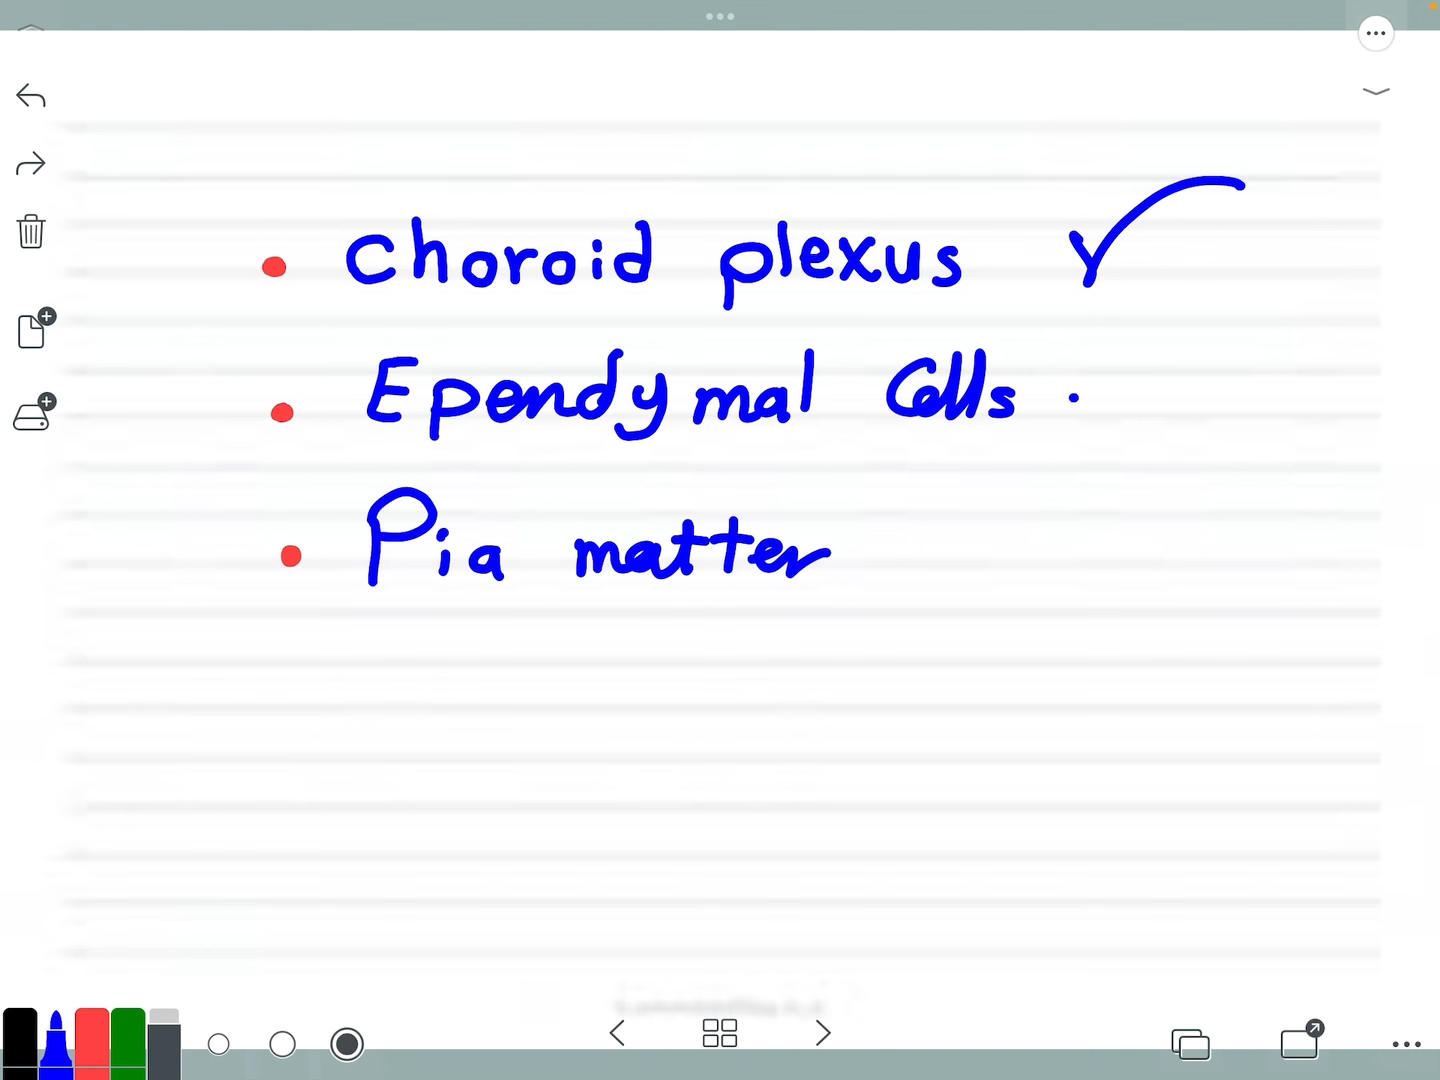 • Choroid plexus ✓
• Ependymal Cells .
• Pia matter